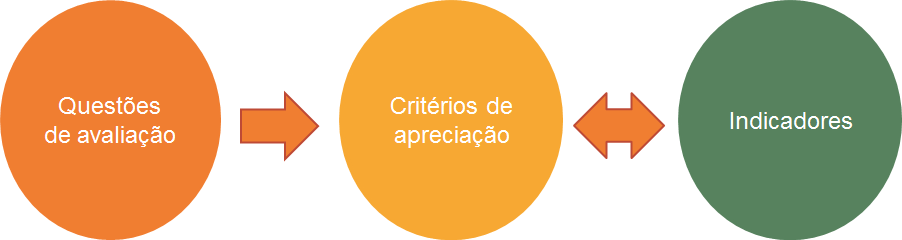 Questões
de avaliação
Critérios de
apreciação
Indicadores